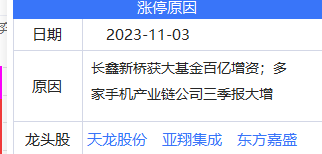 涨停原因
日期 2023-11-03
原因 长鑫新桥获大基金百亿增资；多
家手机产业链公司三季报大增
龙头股 天龙股份 亚翔集成 东方嘉盛